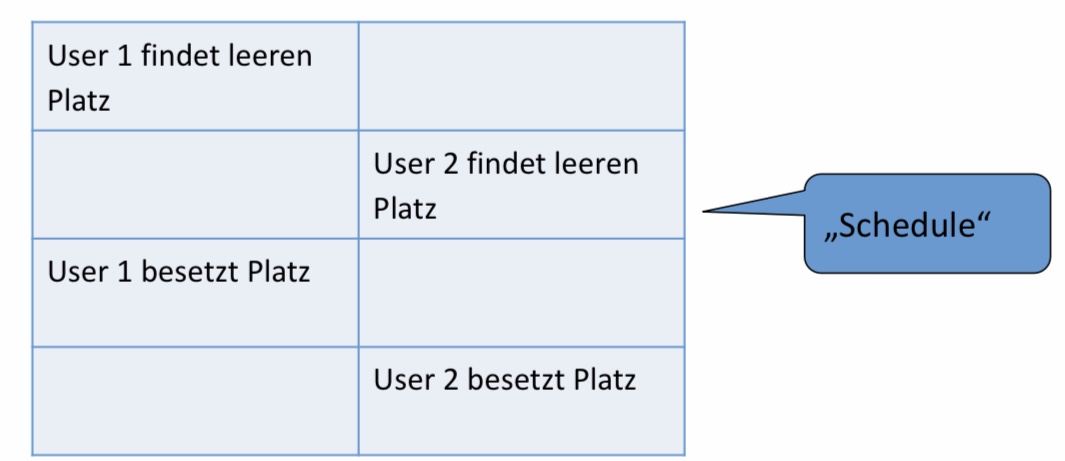 User 1 findet leeren
Platz
User 2 findet leeren
Platz
„Schedule“
User 1 besetzt Platz
User 2 besetzt Platz